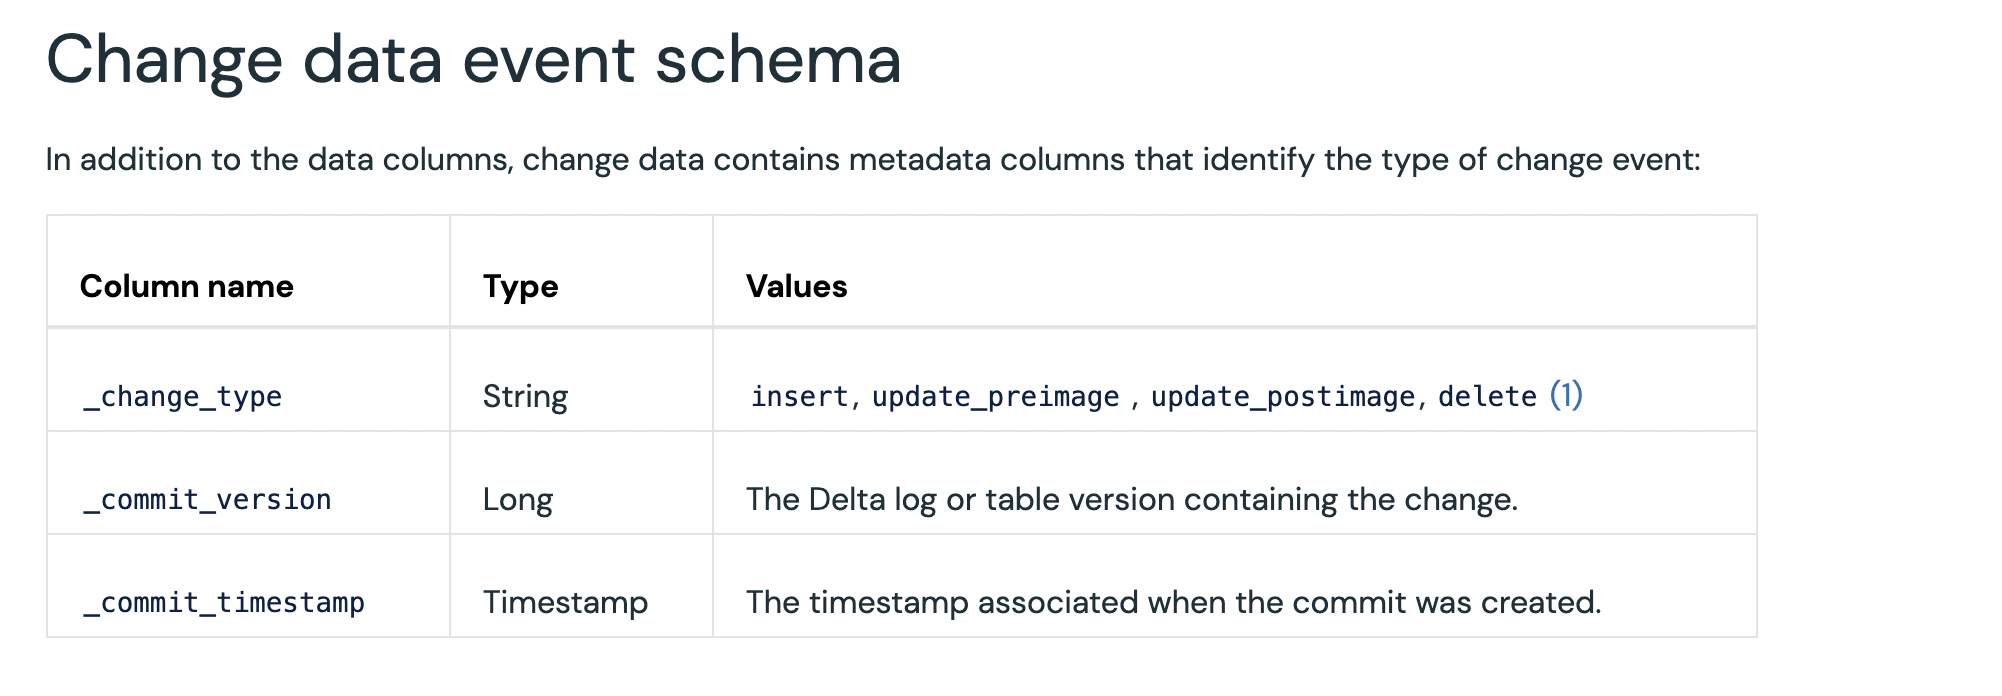 Change data event schema
In addition to the data columns, change data contains metadata columns that identify the type of change event:
Column name Type Values
_change_type String insert, update_preimage , update_postimage, delete (1)
_commit_version Long The Delta log or table version containing the change.
_commit_timestamp Timestamp The timestamp associated when the commit was created.